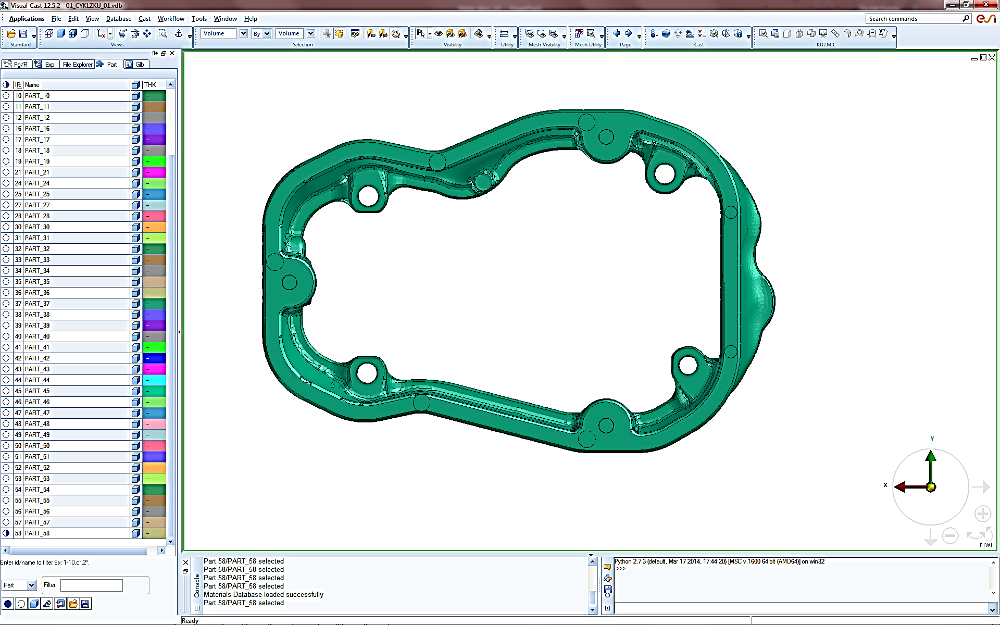 Visual-Cast 12.5.2 - 01_CYKLZKU_01.vdb
Applications File Edit View Database Cast Workflow Tools Window Help
Search commands
Volume By Volume
Standard Views Selection Visibility Utility Mesh Visibility Mesh Utility Page Cast KUZMIC
Pg/Fl Exp File Explorer Part Glb
ID Name THK
10 PART_10 -
11 PART_11 -
12 PART_12 -
16 PART_16 -
17 PART_17 -
18 PART_18 -
19 PART_19 -
21 PART_21 -
24 PART_24 -
25 PART_25 -
27 PART_27 -
28 PART_28 -
30 PART_30 -
31 PART_31 -
32 PART_32 -
33 PART_33 -
34 PART_34 -
35 PART_35 -
36 PART_36 -
37 PART_37 -
38 PART_38 -
39 PART_39 -
40 PART_40 -
41 PART_41 -
42 PART_42 -
43 PART_43 -
44 PART_44 -
45 PART_45 -
46 PART_46 -
47 PART_47 -
48 PART_48 -
49 PART_49 -
50 PART_50 -
51 PART_51 -
52 PART_52 -
53 PART_53 -
54 PART_54 -
55 PART_55 -
56 PART_56 -
57 PART_57 -
58 PART_58 -
Y
X
P1W1
Enter id/name to filter Ex: 1-10,c*,2*.
Part Filter:
Console
Part 58/PART_58 selected
Part 58/PART_58 selected
Part 58/PART_58 selected
Part 58/PART_58 selected
Materials Database loaded successfully
Part 58/PART_58 selected
Python 2.7.3 (default, Mar 17 2014, 17:44:20) [MSC v.1600 64 bit (AMD64)] on win32
>>>
Ready